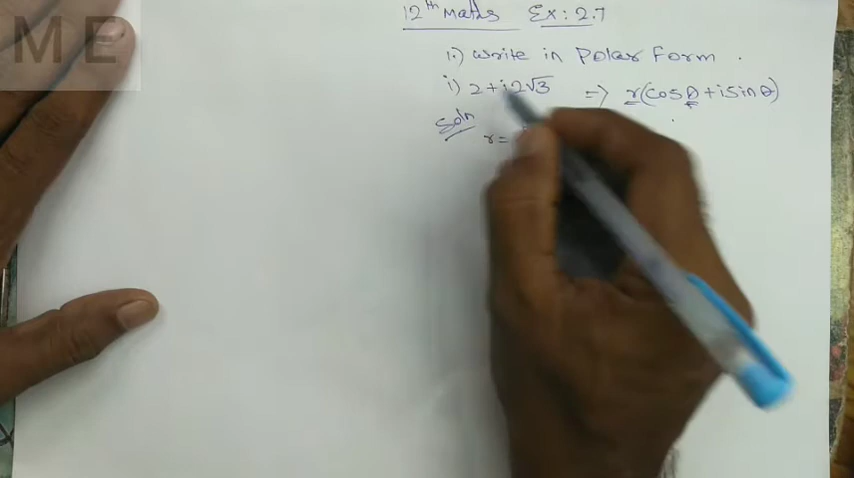 ME
12th Maths Ex: 2.7
1.) Write in Polar Form .
i) 2+i2√3 => r(cosθ+isinθ)
Soln
r=